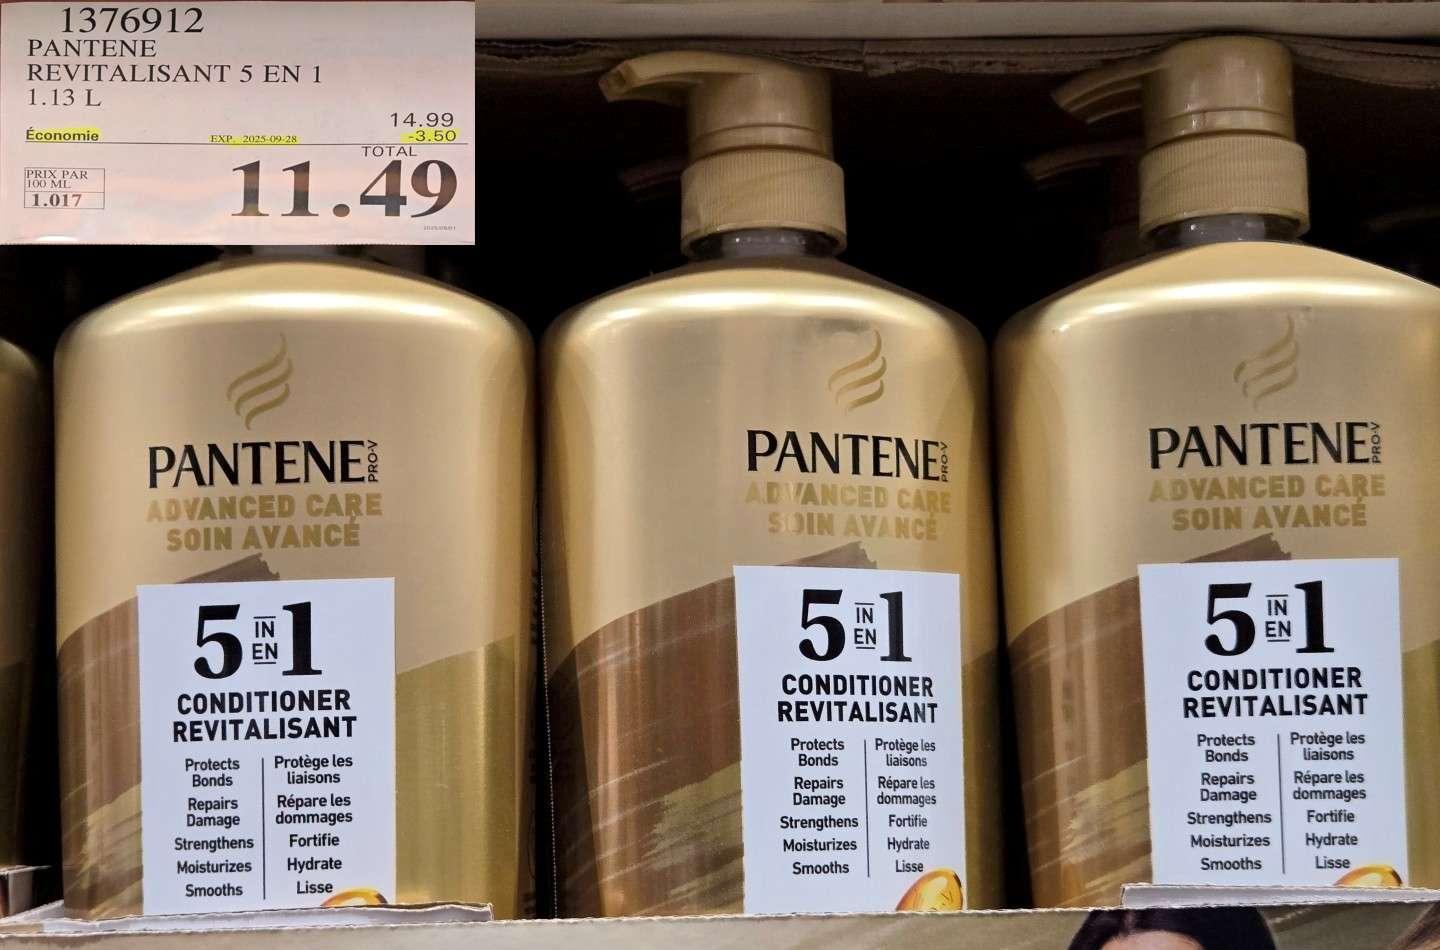 1376912
PANTENE
REVITALISANT 5 EN 1
1.13 L
14.99
Économie EXP. 2025-09-28 -3.50
TOTAL
PRIX PAR
100 ML
1.017
11.49
PANTENE PRO-V
ADVANCED CARE
SOIN AVANCÉ
5 IN EN 1
CONDITIONER
REVITALISANT
Protects Bonds
Protège les liaisons
Repairs Damage
Répare les dommages
Strengthens
Fortifie
Moisturizes
Hydrate
Smooths
Lisse
PANTENE PRO-V
ADVANCED CARE
SOIN AVANCÉ
5 IN EN 1
CONDITIONER
REVITALISANT
Protects Bonds
Protège les liaisons
Repairs Damage
Répare les dommages
Strengthens
Fortifie
Moisturizes
Hydrate
Smooths
Lisse
PANTENE PRO-V
ADVANCED CARE
SOIN AVANCÉ
5 IN EN 1
CONDITIONER
REVITALISANT
Protects Bonds
Protège les liaisons
Repairs Damage
Répare les dommages
Strengthens
Fortifie
Moisturizes
Hydrate
Smooths
Lisse